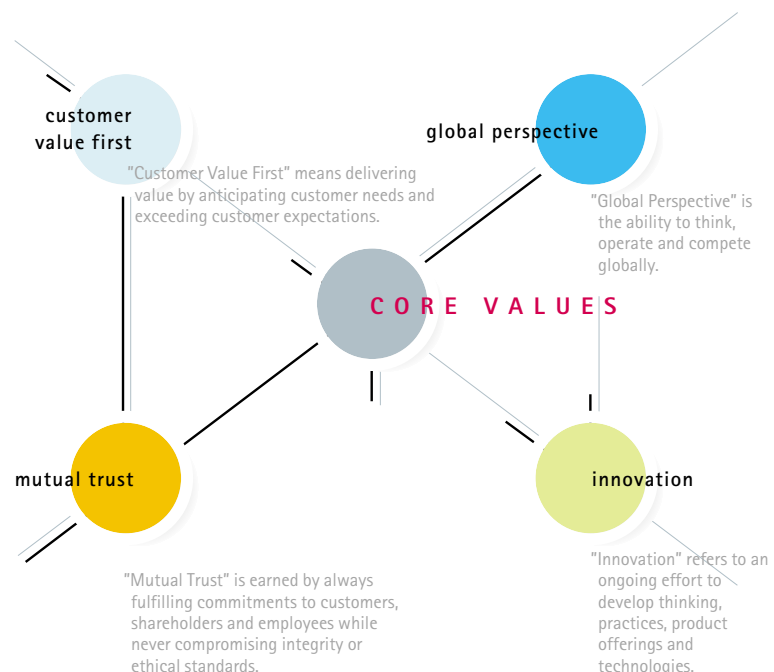 customer
value first
"Customer Value First" means delivering
value by anticipating customer needs and
exceeding customer expectations.
global perspective
"Global Perspective" is
the ability to think,
operate and compete
globally.
CORE VALUES
mutual trust
"Mutual Trust" is earned by always
fulfilling commitments to customers,
shareholders and employees while
never compromising integrity or
ethical standards.
innovation
"Innovation" refers to an
ongoing effort to
develop thinking,
practices, product
offerings and
technologies.